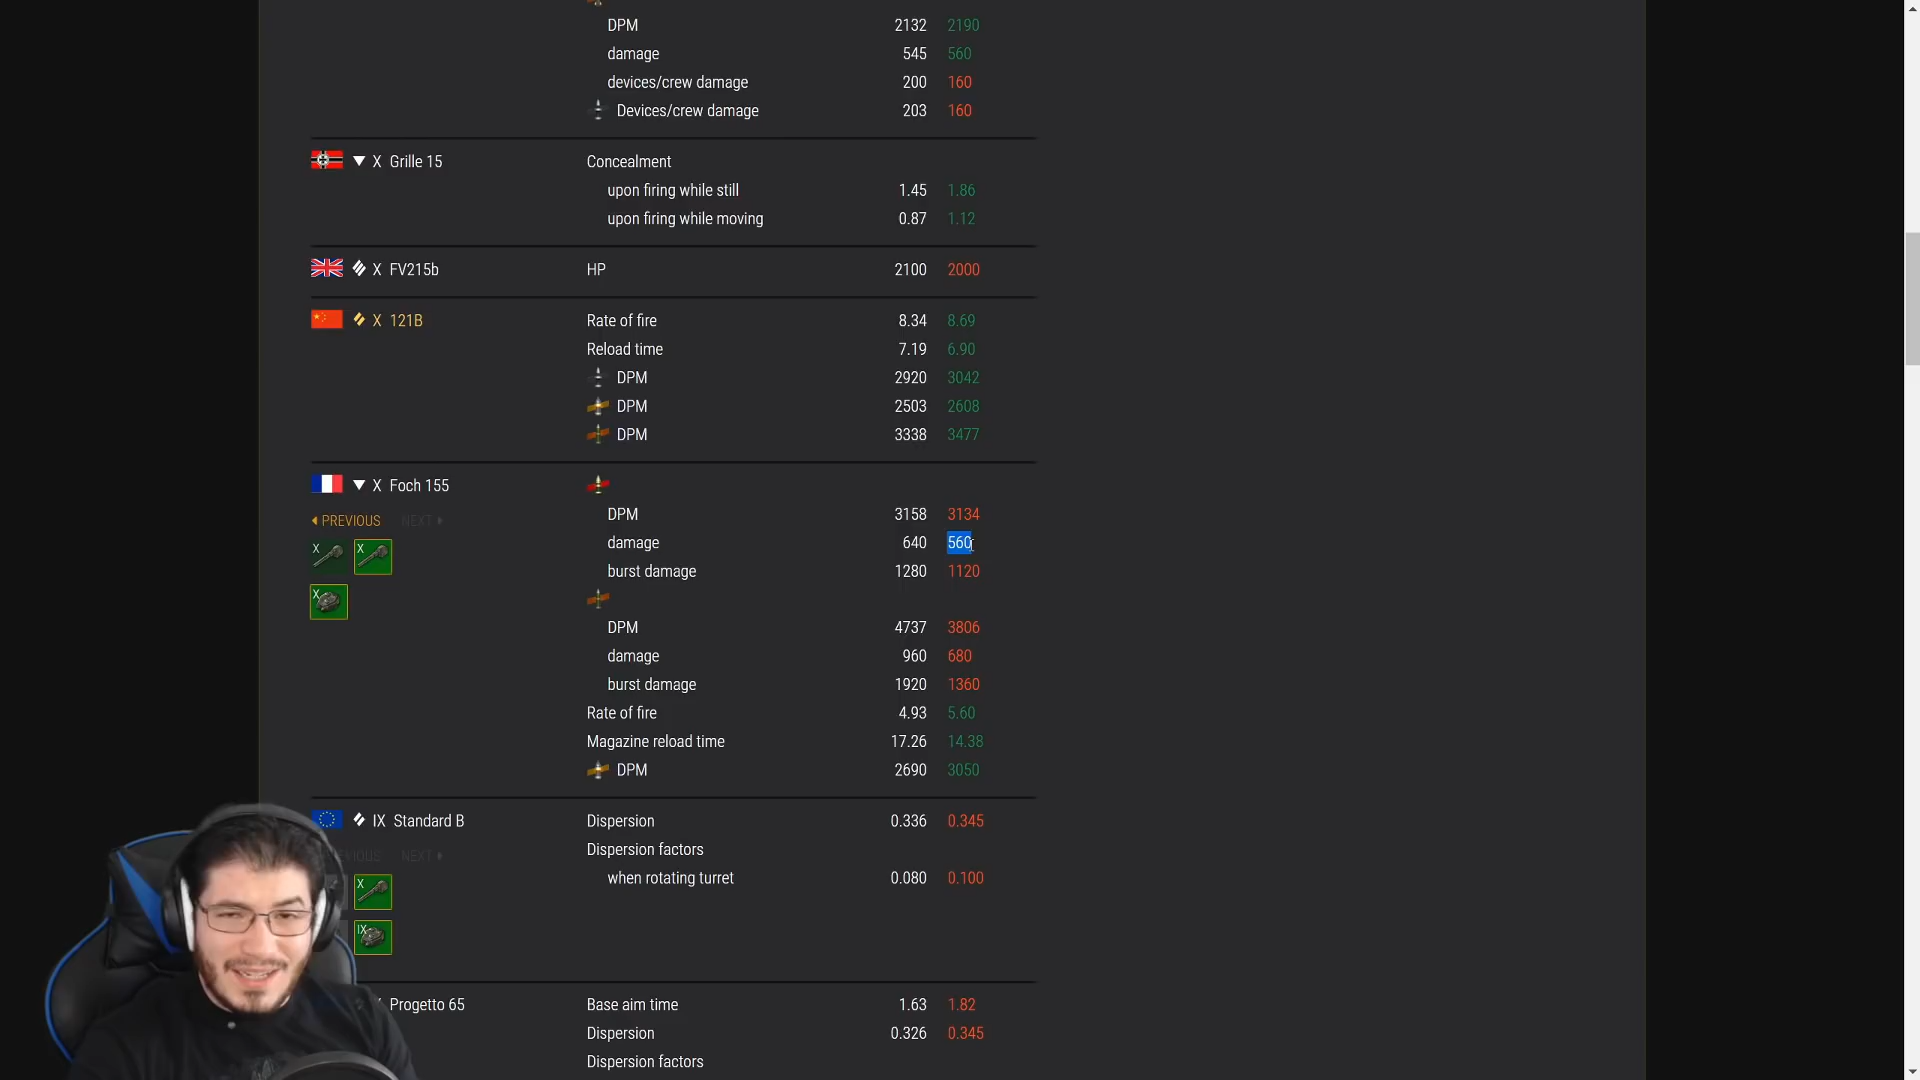 DPM 2132 2190
damage 545 560
devices/crew damage 200 160
Devices/crew damage 203 160
X Grille 15 Concealment
upon firing while still 1.45 1.86
upon firing while moving 0.87 1.12
X FV215b HP 2100 2000
X 121B Rate of fire 8.34 8.69
Reload time 7.19 6.90
DPM 2920 3042
DPM 2503 2608
DPM 3338 3477
X Foch 155
DPM 3158 3134
PREVIOUS NEXT
damage 640 560
X X
burst damage 1280 1120
X
DPM 4737 3806
damage 960 680
burst damage 1920 1360
Rate of fire 4.93 5.60
Magazine reload time 17.26 14.38
DPM 2690 3050
IX Standard B Dispersion 0.336 0.345
Dispersion factors
NEXT
when rotating turret 0.080 0.100
X
IX
Progetto 65 Base aim time 1.63 1.82
Dispersion 0.326 0.345
Dispersion factors